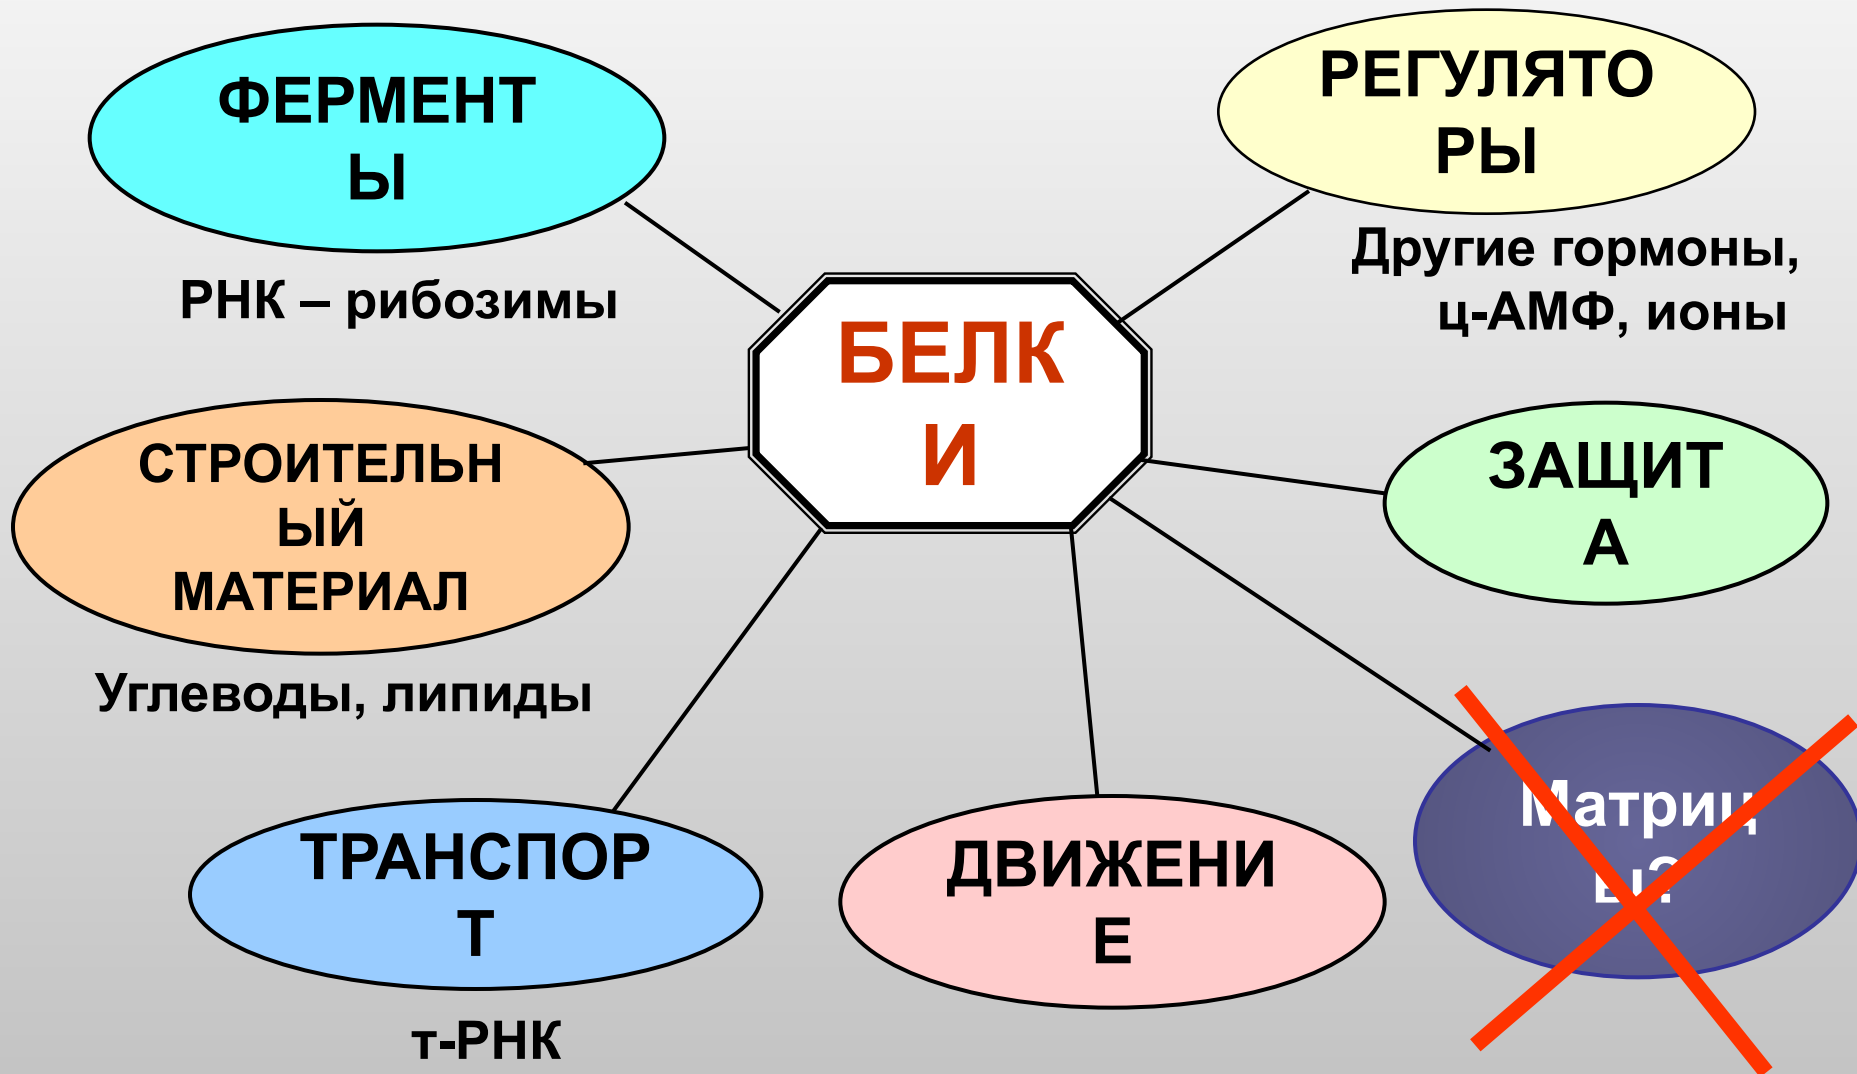 ФЕРМЕНТ
Ы
РНК – рибозимы
РЕГУЛЯТО
РЫ
Другие гормоны,
ц-АМФ, ионы
БЕЛК
И
СТРОИТЕЛЬН
ЫЙ
МАТЕРИАЛ
Углеводы, липиды
ЗАЩИТ
А
ТРАНСПОР
Т
т-РНК
ДВИЖЕНИ
Е
Матриц
ы?